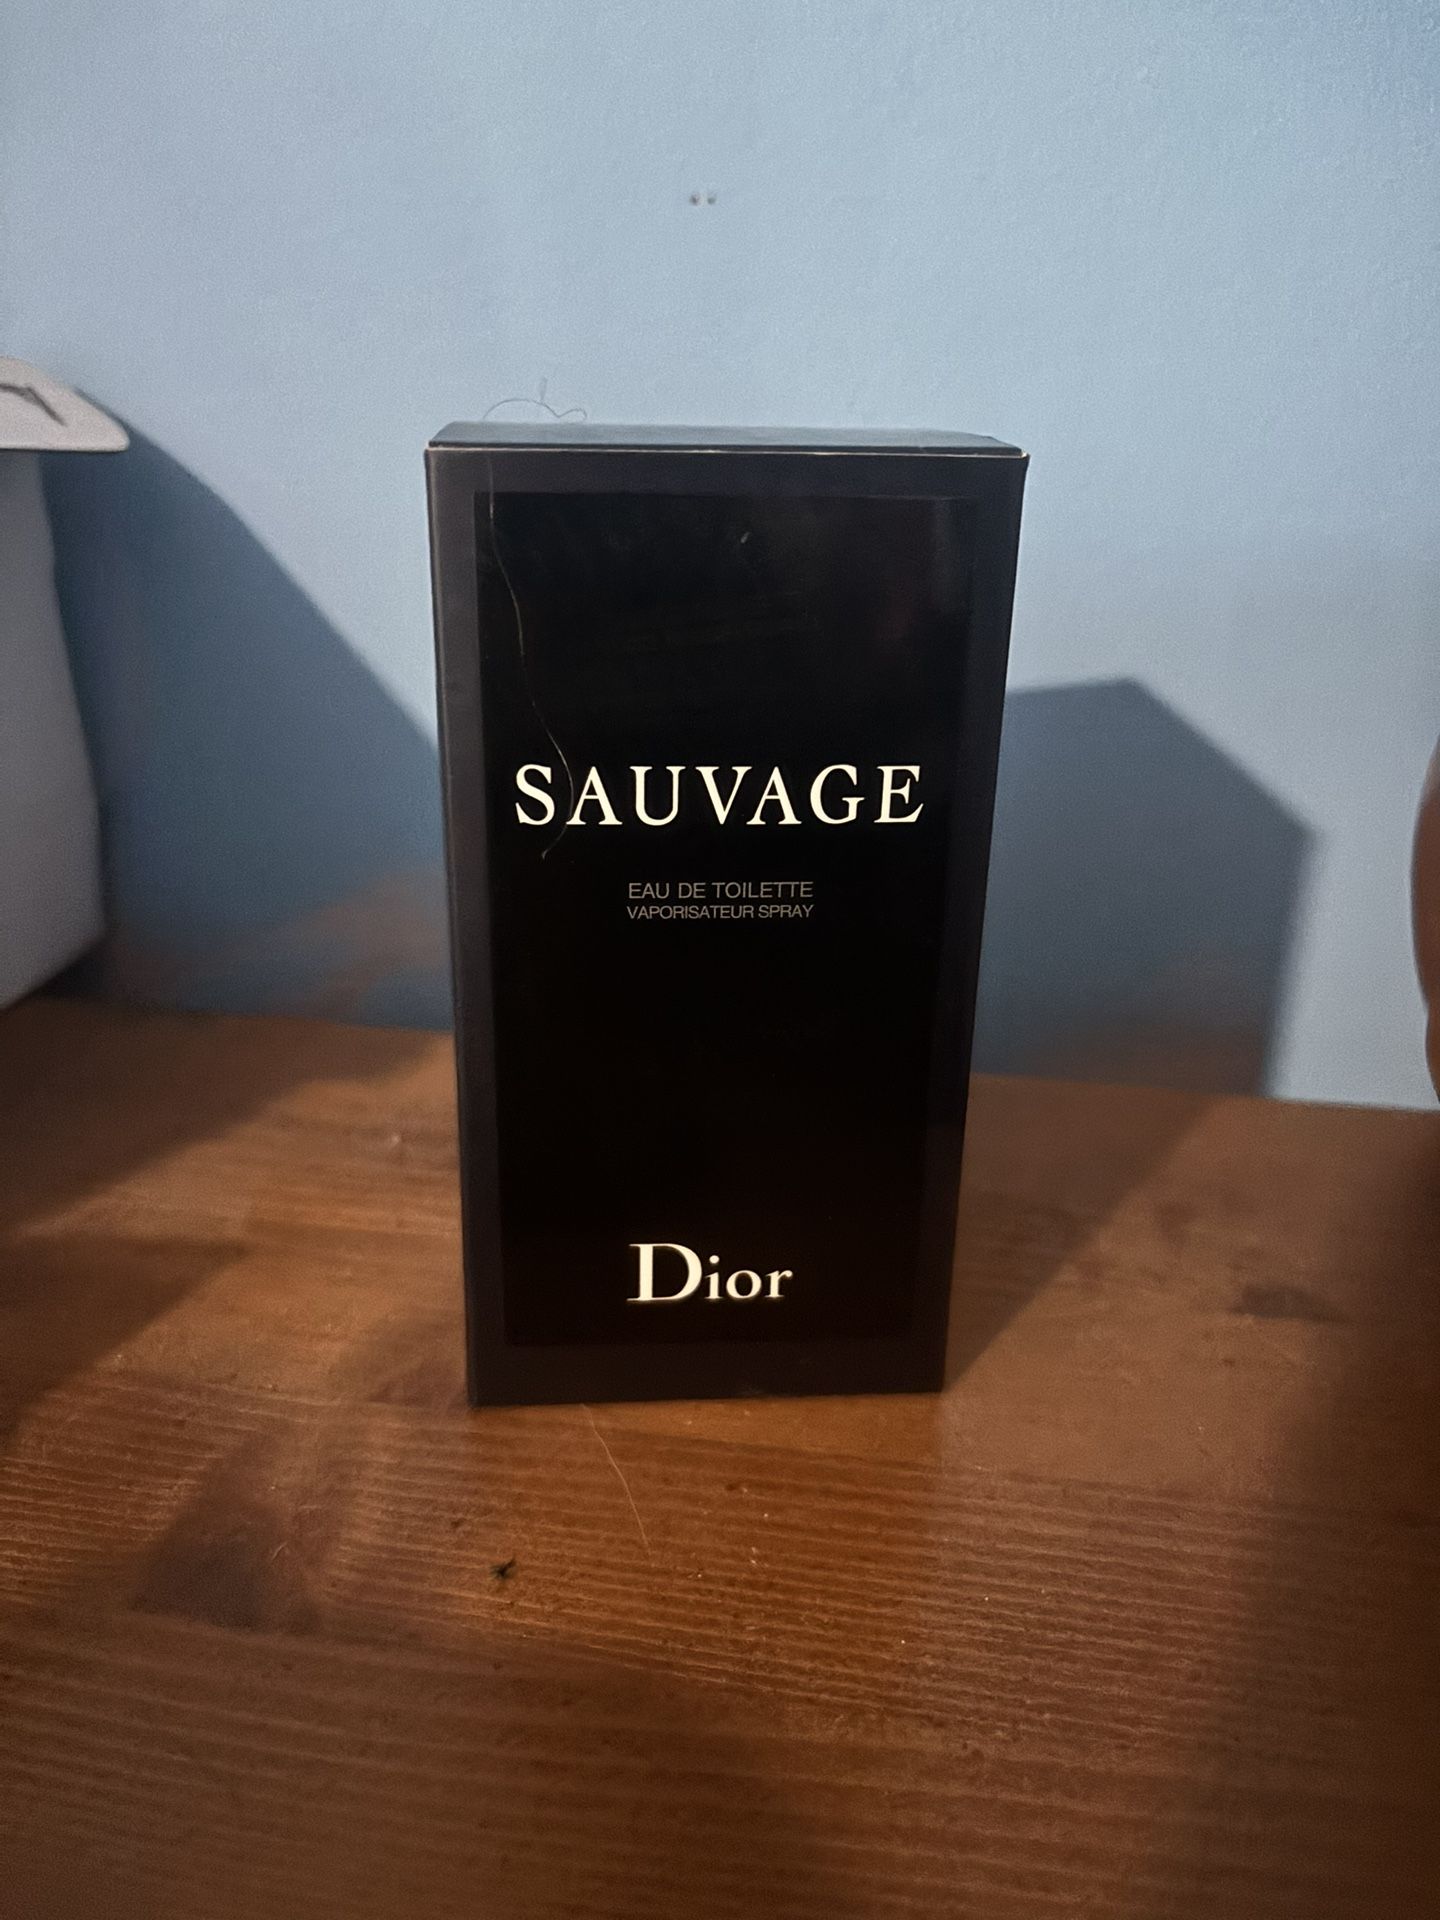 SAUVAGE
EAU DE TOILETTE
VAPORISATEUR SPRAY
Dior